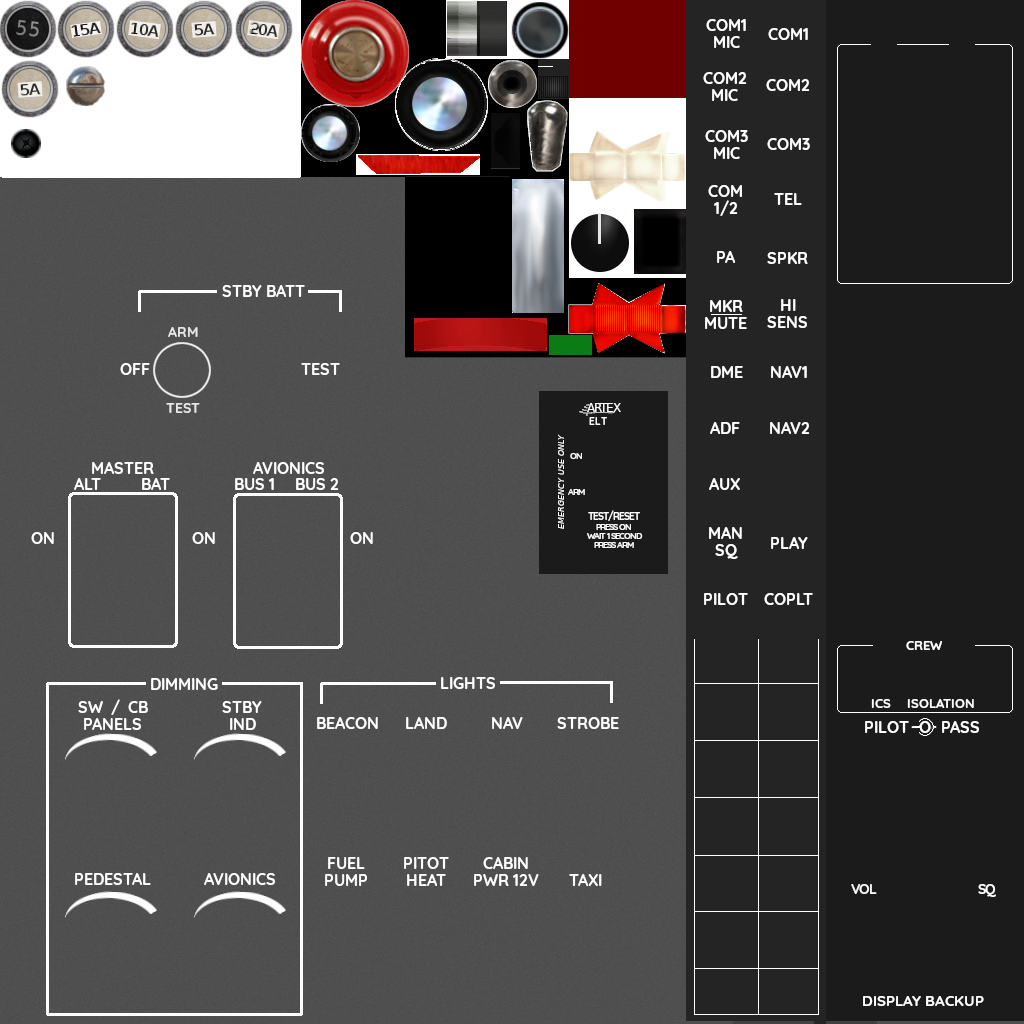 55
15A
10A
5A
20A
5A
STBY BATT
ARM
OFF
TEST
TEST
MASTER
ALT BAT
ON
ON
AVIONICS
BUS 1 BUS 2
ON
DIMMING
SW / CB
PANELS
STBY
IND
PEDESTAL
AVIONICS
LIGHTS
BEACON
LAND
NAV
STROBE
FUEL
PUMP
PITOT
HEAT
CABIN
PWR 12V
TAXI
ARTEX
ELT
EMERGENCY USE ONLY
ON
ARM
TEST/RESET
PRESS ON
WAIT 1 SECOND
PRESS ARM
COM1
MIC
COM1
COM2
MIC
COM2
COM3
MIC
COM3
COM
1/2
TEL
PA
SPKR
MKR
MUTE
HI
SENS
DME
NAV1
ADF
NAV2
AUX
MAN
SQ
PLAY
PILOT
COPLT
CREW
ICS ISOLATION
PILOT PASS
VOL
SQ
DISPLAY BACKUP